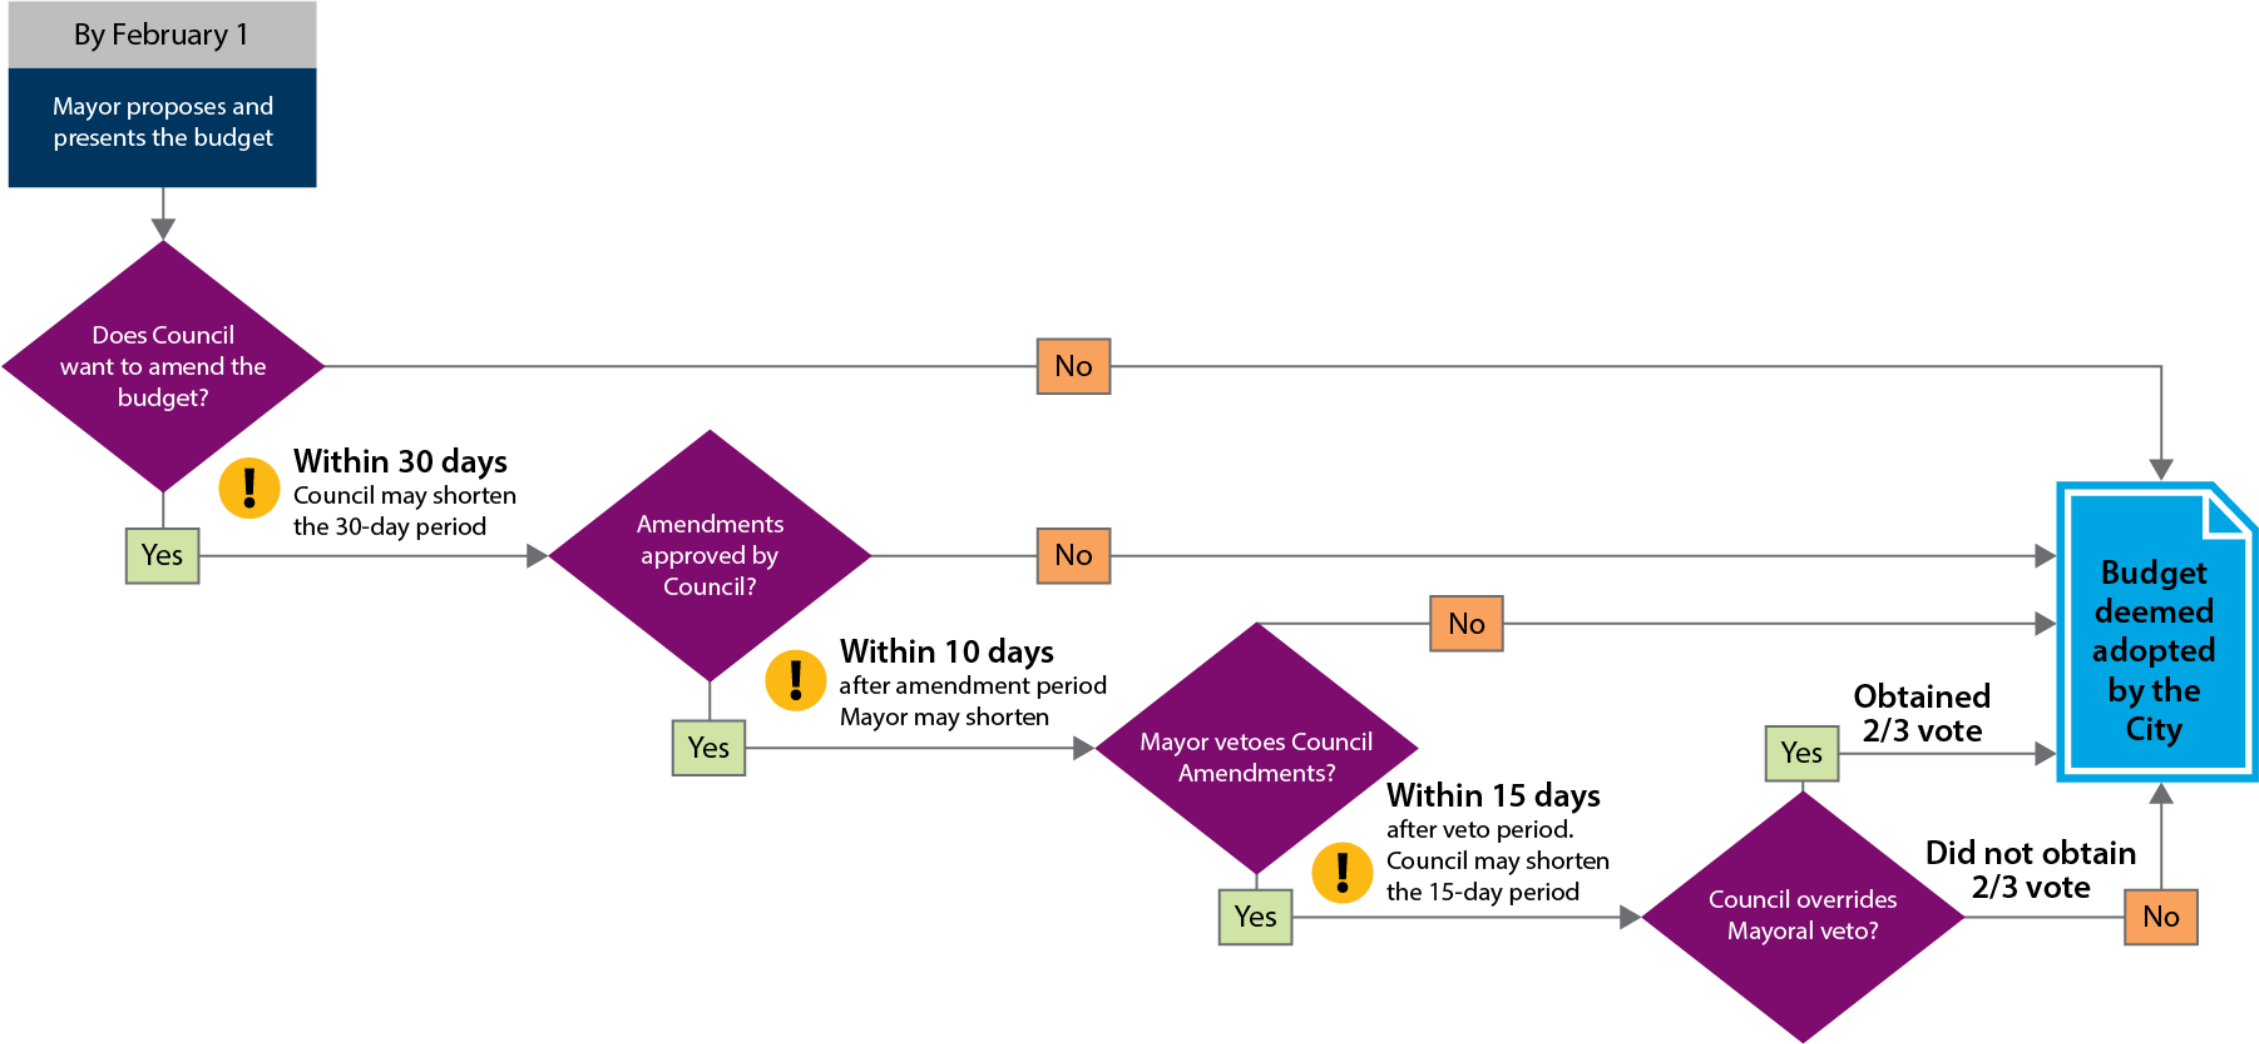 By February 1
Mayor proposes and
presents the budget
Does Council
want to amend the
budget?
No
Within 30 days
Council may shorten
the 30-day period
Yes
Amendments
approved by
Council?
No
Within 10 days
after amendment period
Mayor may shorten
Yes
Mayor vetoes Council
Amendments?
No
Within 15 days
after veto period.
Council may shorten
the 15-day period
Yes
Council overrides
Mayoral veto?
Yes
Obtained
2/3 vote
Did not obtain
2/3 vote
No
Budget
deemed
adopted
by the
City